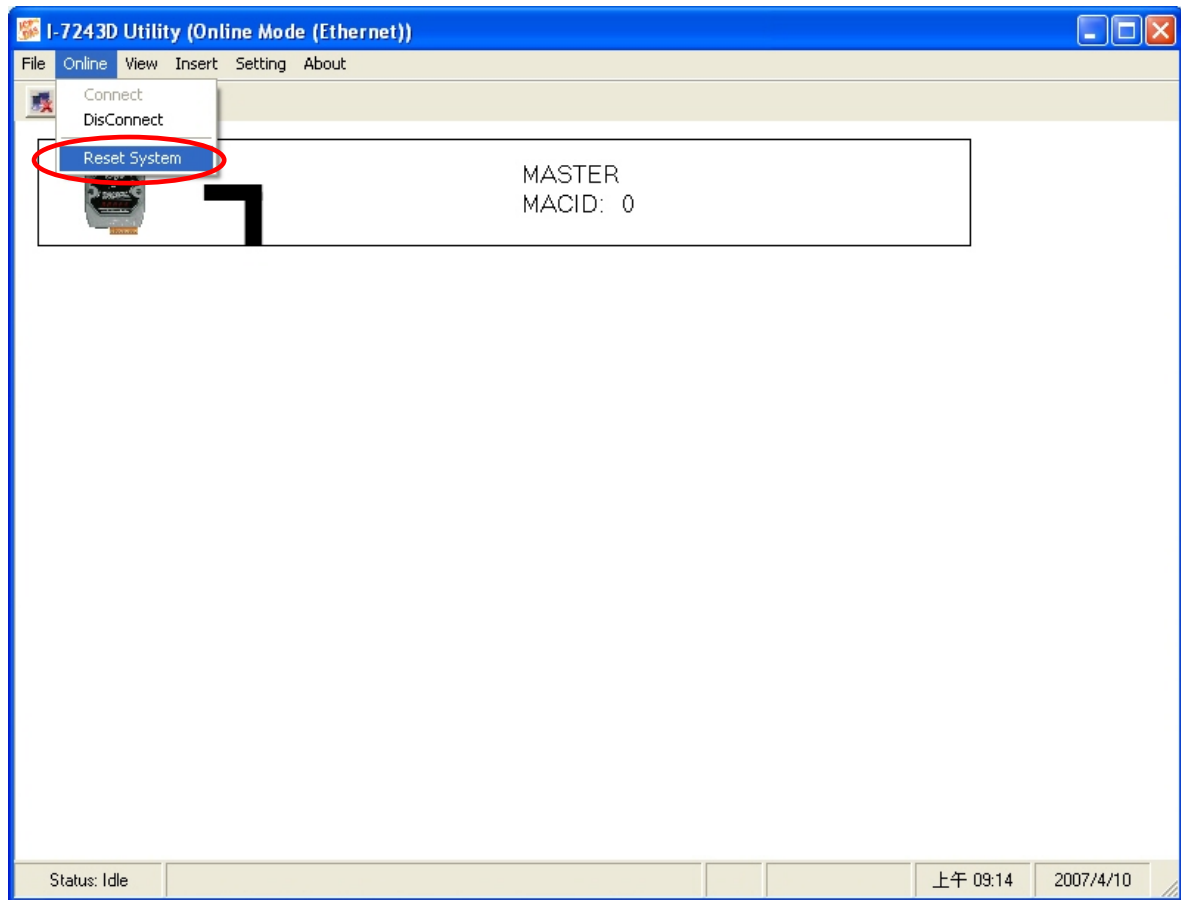 I-7243D Utility (Online Mode (Ethernet))
File Online View Insert Setting About
Connect
DisConnect
Reset System
MASTER
MACID: 0
Status: Idle 上午 09:14 2007/4/10